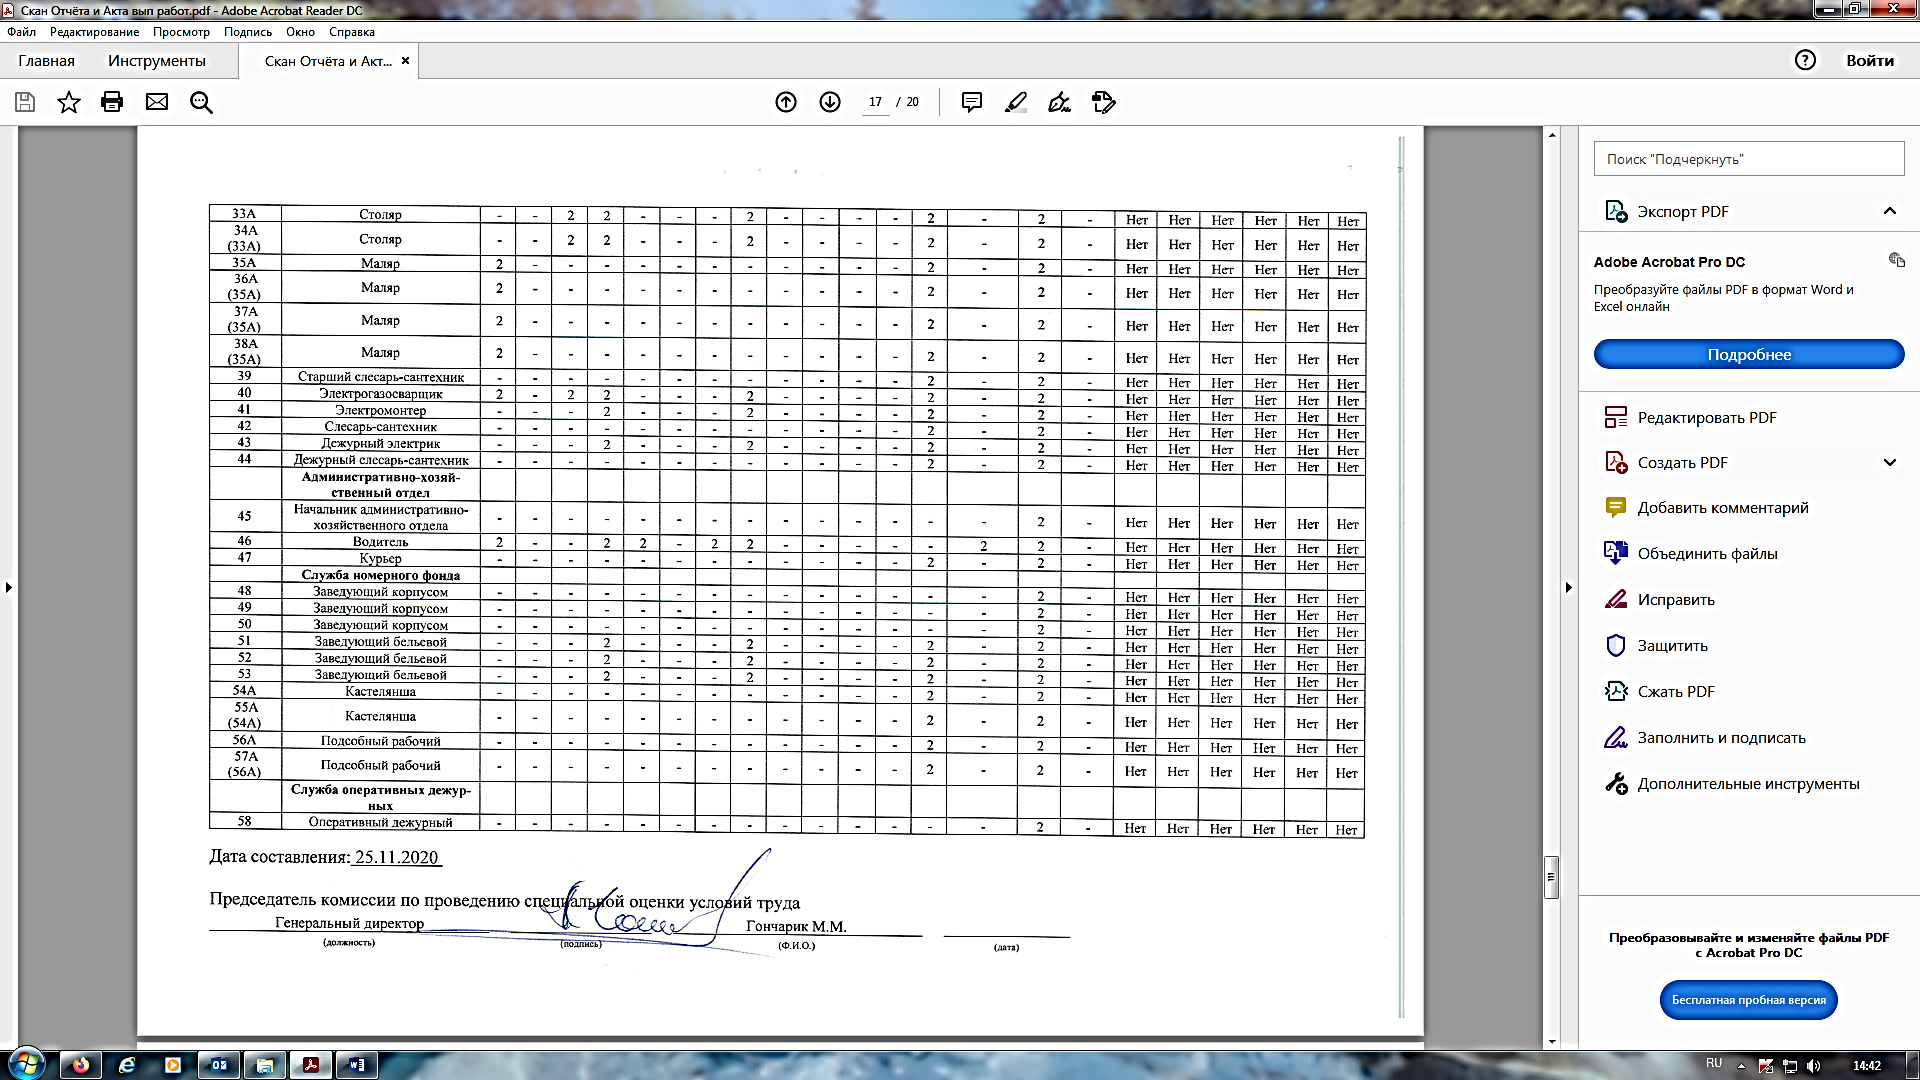 Скан Отчёта и Акта вып работ.pdf - Adobe Acrobat Reader DC
Файл Редактирование Просмотр Подпись Окно Справка
Главная Инструменты Скан Отчёта и Акт... × Войти
17 / 20
33А Столяр - - 2 2 - - - 2 - - - - 2 - 2 - Нет Нет Нет Нет Нет Нет
34А (33А) Столяр - - 2 2 - - - 2 - - - - 2 - 2 - Нет Нет Нет Нет Нет Нет
35А Маляр 2 - - - - - - - - - - - 2 - 2 - Нет Нет Нет Нет Нет Нет
36А (35А) Маляр 2 - - - - - - - - - - - 2 - 2 - Нет Нет Нет Нет Нет Нет
37А (35А) Маляр 2 - - - - - - - - - - - 2 - 2 - Нет Нет Нет Нет Нет Нет
38А (35А) Маляр 2 - - - - - - - - - - - 2 - 2 - Нет Нет Нет Нет Нет Нет
39 Старший слесарь-сантехник - - - - - - - - - - - - 2 - 2 - Нет Нет Нет Нет Нет Нет
40 Электрогазосварщик 2 - 2 2 - - - 2 - - - - 2 - 2 - Нет Нет Нет Нет Нет Нет
41 Электромонтер - - - 2 - - - 2 - - - - 2 - 2 - Нет Нет Нет Нет Нет Нет
42 Слесарь-сантехник - - - - - - - - - - - - 2 - 2 - Нет Нет Нет Нет Нет Нет
43 Дежурный электрик - - - 2 - - - 2 - - - - 2 - 2 - Нет Нет Нет Нет Нет Нет
44 Дежурный слесарь-сантехник - - - - - - - - - - - - 2 - 2 - Нет Нет Нет Нет Нет Нет
Административно-хозяй-
ственный отдел
45 Начальник административно-
хозяйственного отдела - - - - - - - - - - - - - - 2 - Нет Нет Нет Нет Нет Нет
46 Водитель 2 - - 2 2 - 2 2 - - - - - 2 2 - Нет Нет Нет Нет Нет Нет
47 Курьер - - - - - - - - - - - - 2 - 2 - Нет Нет Нет Нет Нет Нет
Служба номерного фонда
48 Заведующий корпусом - - - - - - - - - - - - - - 2 - Нет Нет Нет Нет Нет Нет
49 Заведующий корпусом - - - - - - - - - - - - - - 2 - Нет Нет Нет Нет Нет Нет
50 Заведующий корпусом - - - - - - - - - - - - - - 2 - Нет Нет Нет Нет Нет Нет
51 Заведующий бельевой - - - 2 - - - 2 - - - - 2 - 2 - Нет Нет Нет Нет Нет Нет
52 Заведующий бельевой - - - 2 - - - 2 - - - - 2 - 2 - Нет Нет Нет Нет Нет Нет
53 Заведующий бельевой - - - 2 - - - 2 - - - - 2 - 2 - Нет Нет Нет Нет Нет Нет
54А Кастелянша - - - - - - - - - - - - 2 - 2 - Нет Нет Нет Нет Нет Нет
55А (54А) Кастелянша - - - - - - - - - - - - 2 - 2 - Нет Нет Нет Нет Нет Нет
56А Подсобный рабочий - - - - - - - - - - - - 2 - 2 - Нет Нет Нет Нет Нет Нет
57А (56А) Подсобный рабочий - - - - - - - - - - - - 2 - 2 - Нет Нет Нет Нет Нет Нет
Служба оперативных дежур-
ных
58 Оперативный дежурный - - - - - - - - - - - - - - 2 - Нет Нет Нет Нет Нет Нет
Дата составления: 25.11.2020
Председатель комиссии по проведению специальной оценки условий труда
Генеральный директор Гончарик М.М.
(должность) (подпись) (Ф.И.О.) (дата)
Поиск "Подчеркнуть"
Экспорт PDF
Adobe Acrobat Pro DC
Преобразуйте файлы PDF в формат Word и
Excel онлайн
Подробнее
Редактировать PDF
Создать PDF
Добавить комментарий
Объединить файлы
Исправить
Защитить
Сжать PDF
Заполнить и подписать
Дополнительные инструменты
Преобразовывайте и изменяйте файлы PDF
с Acrobat Pro DC
Бесплатная пробная версия
RU 14:42